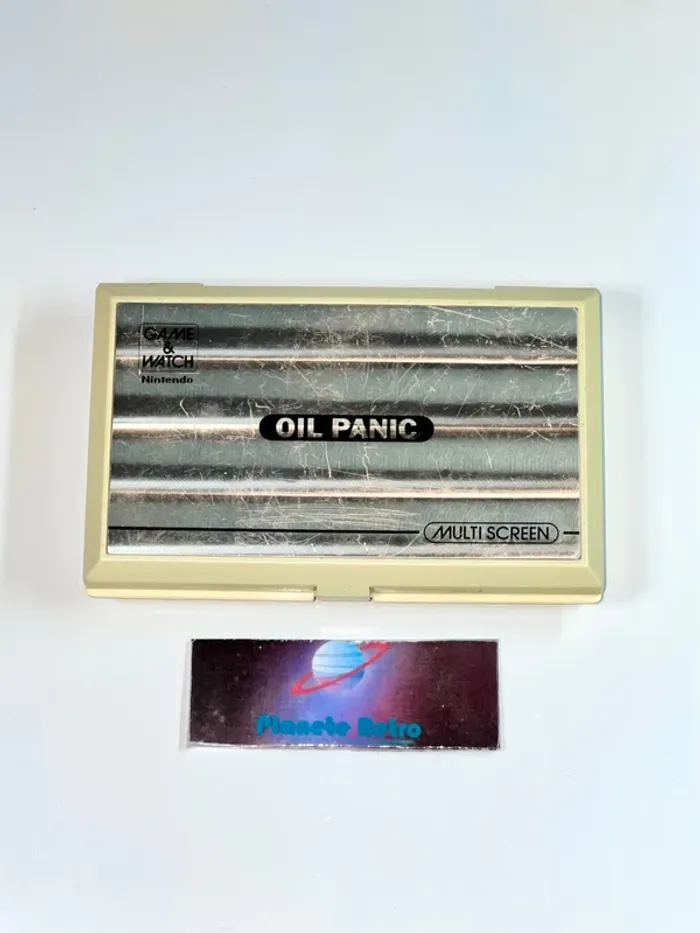 GAME
&
WATCH
Nintendo
OIL PANIC
MULTI SCREEN
Planete Retro